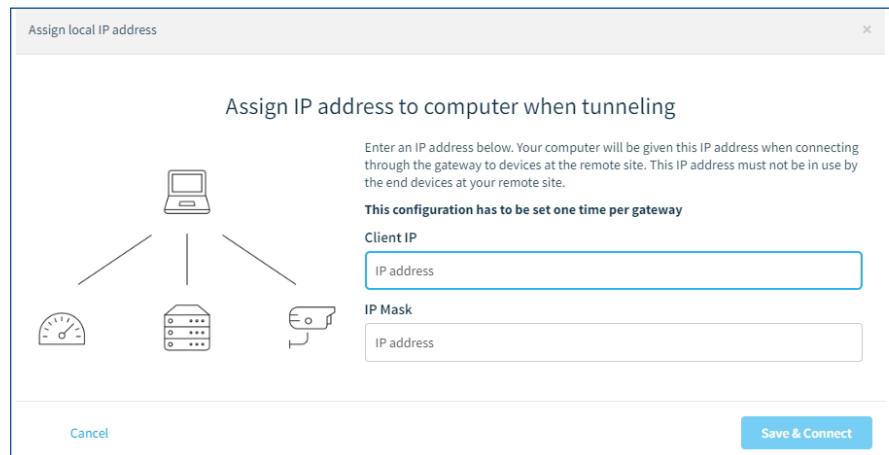 Assign local IP address
×
Assign IP address to computer when tunneling
Enter an IP address below. Your computer will be given this IP address when connecting
through the gateway to devices at the remote site. This IP address must not be in use by
the end devices at your remote site.
This configuration has to be set one time per gateway
Client IP
IP address
IP Mask
IP address
Cancel
Save & Connect